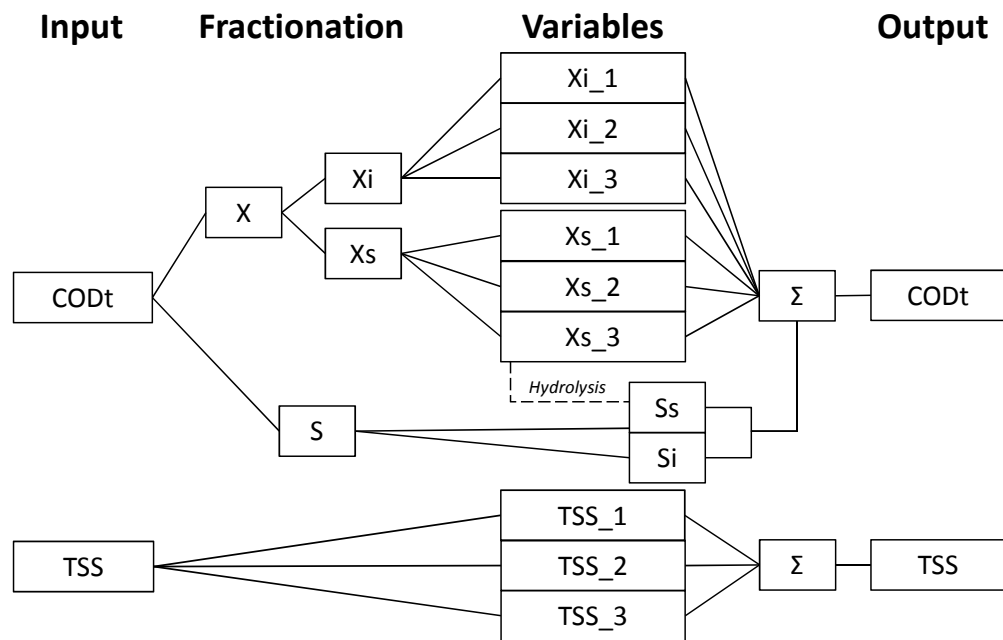 Input Fractionation Variables Output
Xi_1
Xi_2
Xi_3
Xi
X
Xs
Xs_1
Xs_2
Xs_3
CODt
Σ
CODt
Hydrolysis
Ss
S
Si
TSS_1
TSS
TSS_2
Σ
TSS
TSS_3